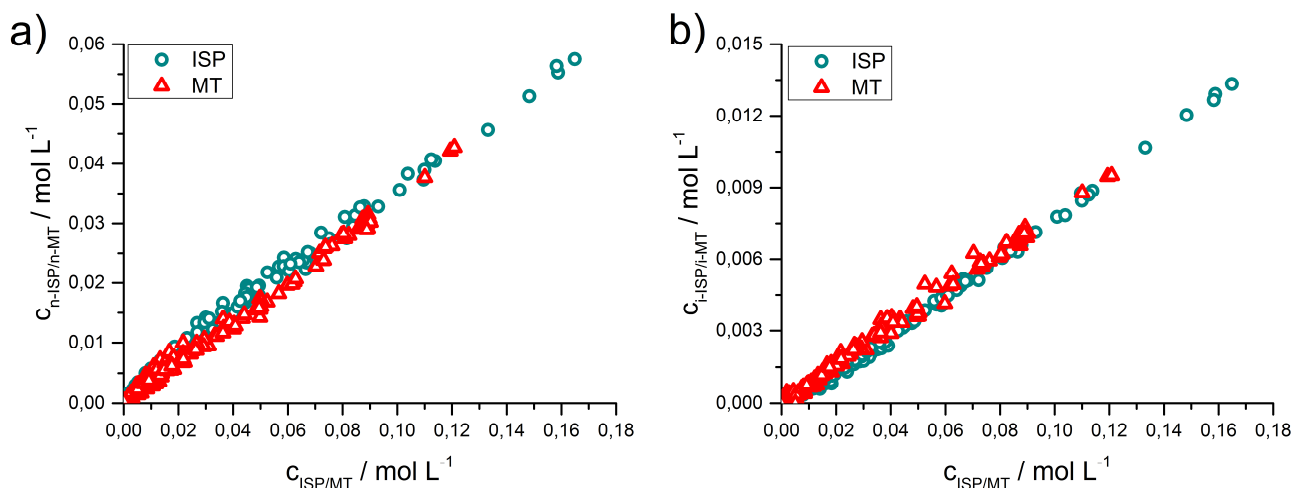 a)
0,06
0,05
0,04
0,03
0,02
0,01
0,00
c_n-ISP/n-MT / mol L⁻¹
ISP
MT
0,00 0,02 0,04 0,06 0,08 0,10 0,12 0,14 0,16 0,18
c_ISP/MT / mol L⁻¹
b)
0,015
0,012
0,009
0,006
0,003
0,000
c_i-ISP/i-MT / mol L⁻¹
ISP
MT
0,00 0,02 0,04 0,06 0,08 0,10 0,12 0,14 0,16 0,18
c_ISP/MT / mol L⁻¹